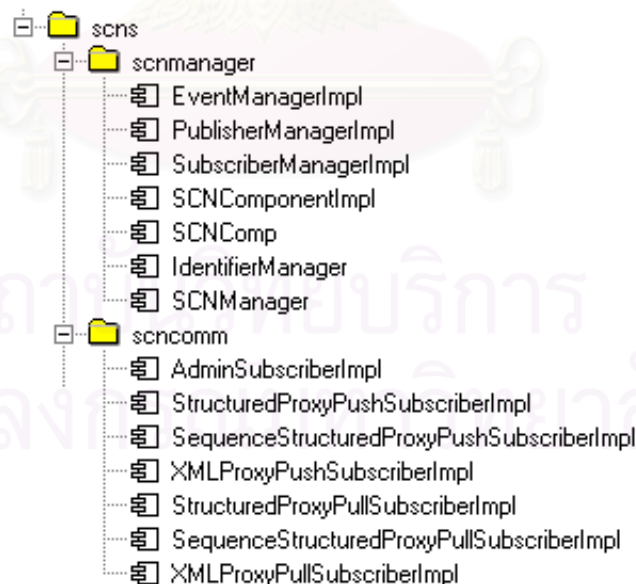 scns
scnmanager
EventManagerImpl
PublisherManagerImpl
SubscriberManagerImpl
SCNComponentImpl
SCNComp
IdentifierManager
SCNManager
scncomm
AdminSubscriberImpl
StructuredProxyPushSubscriberImpl
SequenceStructuredProxyPushSubscriberImpl
XMLProxyPushSubscriberImpl
StructuredProxyPullSubscriberImpl
SequenceStructuredProxyPullSubscriberImpl
XMLProxyPullSubscriberImpl